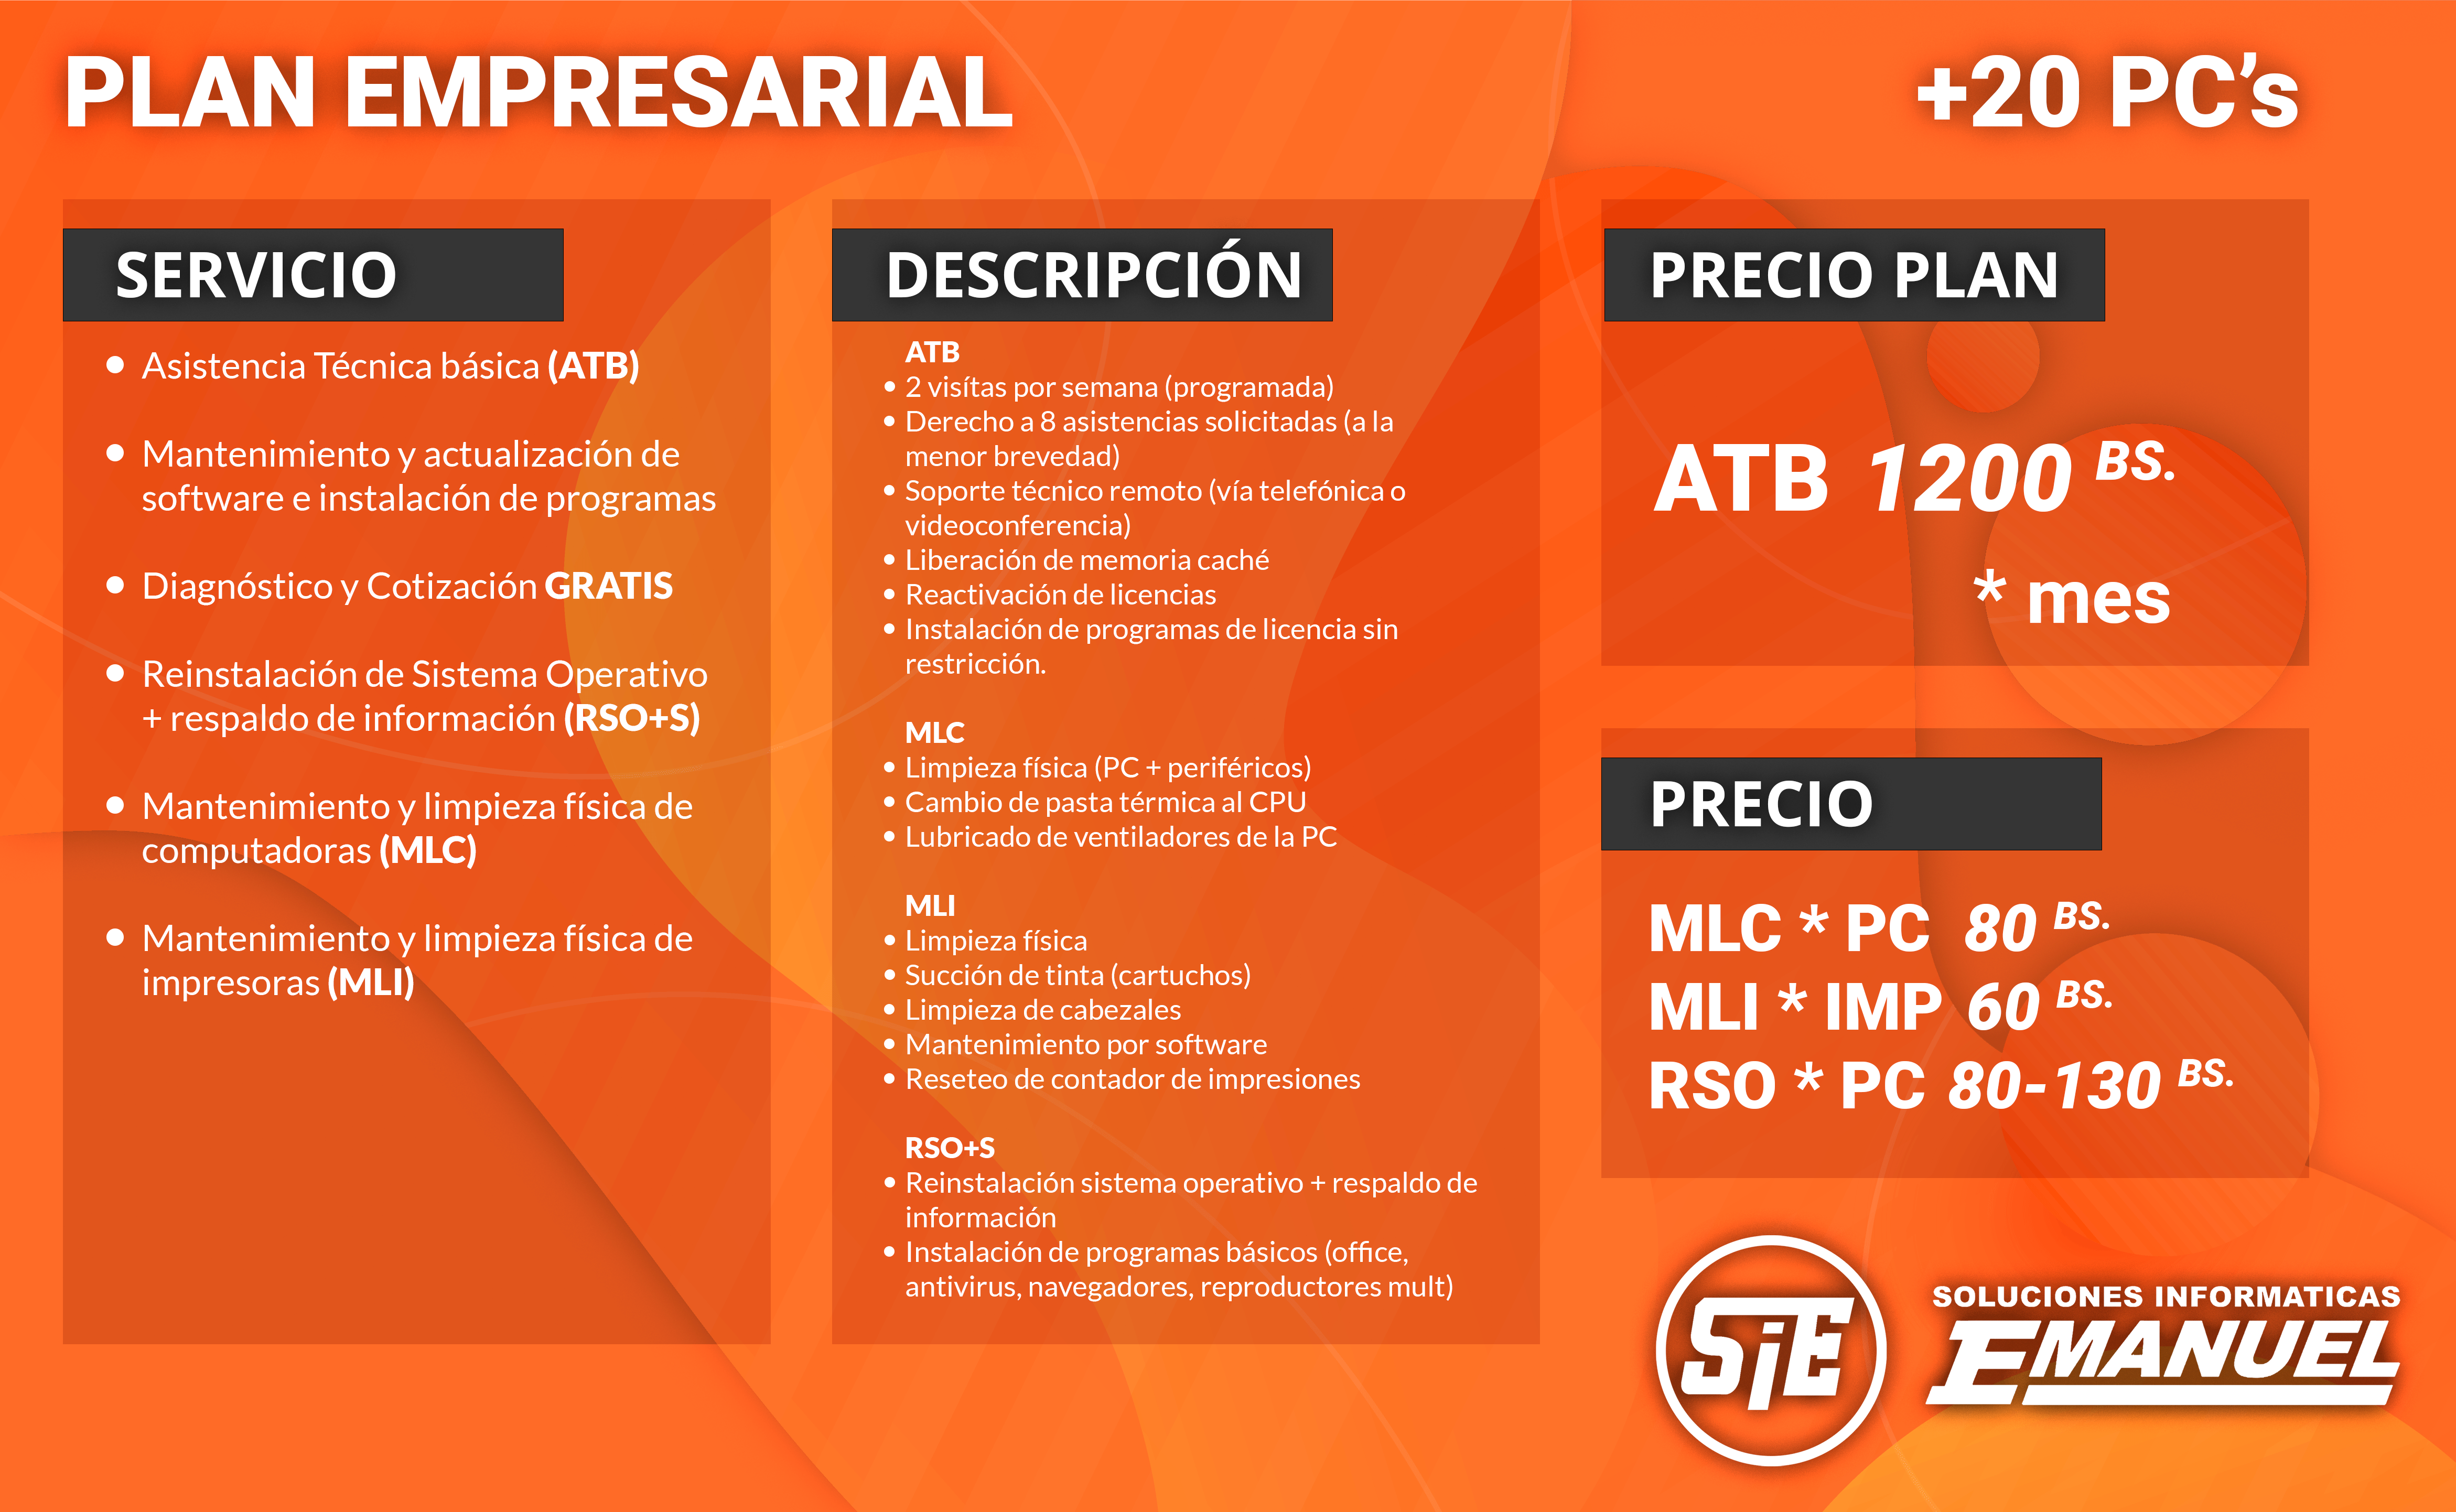 PLAN EMPRESARIAL
+20 PC’s
SERVICIO
• Asistencia Técnica básica (ATB)
• Mantenimiento y actualización de
software e instalación de programas
• Diagnóstico y Cotización GRATIS
• Reinstalación de Sistema Operativo
+ respaldo de información (RSO+S)
• Mantenimiento y limpieza física de
computadoras (MLC)
• Mantenimiento y limpieza física de
impresoras (MLI)
DESCRIPCIÓN
ATB
• 2 visítas por semana (programada)
• Derecho a 8 asistencias solicitadas (a la
menor brevedad)
• Soporte técnico remoto (vía telefónica o
videoconferencia)
• Liberación de memoria caché
• Reactivación de licencias
• Instalación de programas de licencia sin
restricción.
MLC
• Limpieza física (PC + periféricos)
• Cambio de pasta térmica al CPU
• Lubricado de ventiladores de la PC
MLI
• Limpieza física
• Succión de tinta (cartuchos)
• Limpieza de cabezales
• Mantenimiento por software
• Reseteo de contador de impresiones
RSO+S
• Reinstalación sistema operativo + respaldo de
información
• Instalación de programas básicos (office,
antivirus, navegadores, reproductores mult)
PRECIO PLAN
ATB 1200 BS.
* mes
PRECIO
MLC * PC 80 BS.
MLI * IMP 60 BS.
RSO * PC 80-130 BS.
SiE
SOLUCIONES INFORMATICAS
EMANUEL